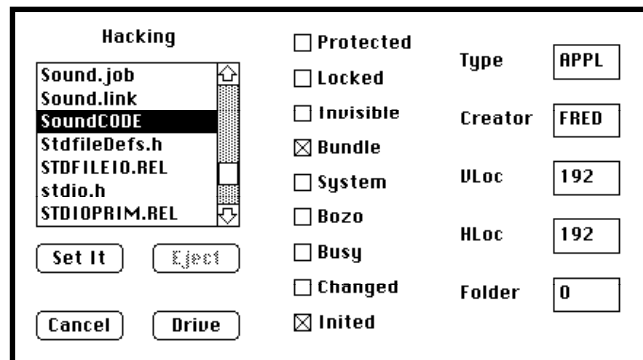 Hacking
Sound.job
Sound.link
SoundCODE
StdfileDefs.h
STDFILEIO.REL
stdio.h
STDIOPRIM.REL
Set It
Eject
Cancel
Drive
Protected
Locked
Invisible
Bundle
System
Bozo
Busy
Changed
Inited
Type APPL
Creator FRED
VLoc 192
HLoc 192
Folder 0